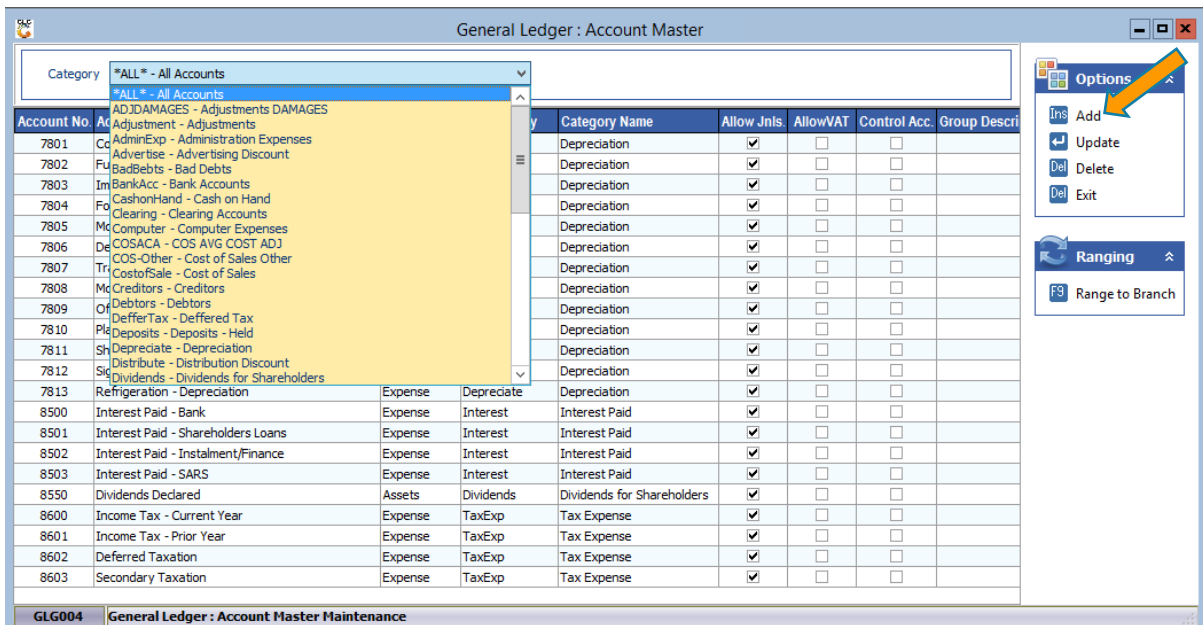 General Ledger : Account Master
Category *ALL* - All Accounts
*ALL* - All Accounts
ADJDAMAGES - Adjustments DAMAGES
Adjustment - Adjustments
AdminExp - Administration Expenses
Advertise - Advertising Discount
BadBebts - Bad Debts
BankAcc - Bank Accounts
CashonHand - Cash on Hand
Clearing - Clearing Accounts
Computer - Computer Expenses
COSACA - COS AVG COST ADJ
COS-Other - Cost of Sales Other
CostofSale - Cost of Sales
Creditors - Creditors
Debtors - Debtors
DefferTax - Deffered Tax
Deposits - Deposits - Held
Depreciate - Depreciation
Distribute - Distribution Discount
Dividends - Dividends for Shareholders
Account No. Category Name Allow Jnls. AllowVAT Control Acc. Group Descri
7801 Depreciation
7802 Fu Depreciation
7803 Im Depreciation
7804 Fo Depreciation
7805 Depreciation
7806 De Depreciation
7807 Tr Depreciation
7808 Depreciation
7809 Of Depreciation
7810 Pla Depreciation
7811 Sh Depreciation
7812 Sig Depreciation
7813 Refrigeration - Depreciation Expense Depreciate Depreciation
8500 Interest Paid - Bank Expense Interest Interest Paid
8501 Interest Paid - Shareholders Loans Expense Interest Interest Paid
8502 Interest Paid - Instalment/Finance Expense Interest Interest Paid
8503 Interest Paid - SARS Expense Interest Interest Paid
8550 Dividends Declared Assets Dividends Dividends for Shareholders
8600 Income Tax - Current Year Expense TaxExp Tax Expense
8601 Income Tax - Prior Year Expense TaxExp Tax Expense
8602 Deferred Taxation Expense TaxExp Tax Expense
8603 Secondary Taxation Expense TaxExp Tax Expense
Options
Ins Add
Update
Del Delete
Del Exit
Ranging
F9 Range to Branch
GLG004 General Ledger : Account Master Maintenance